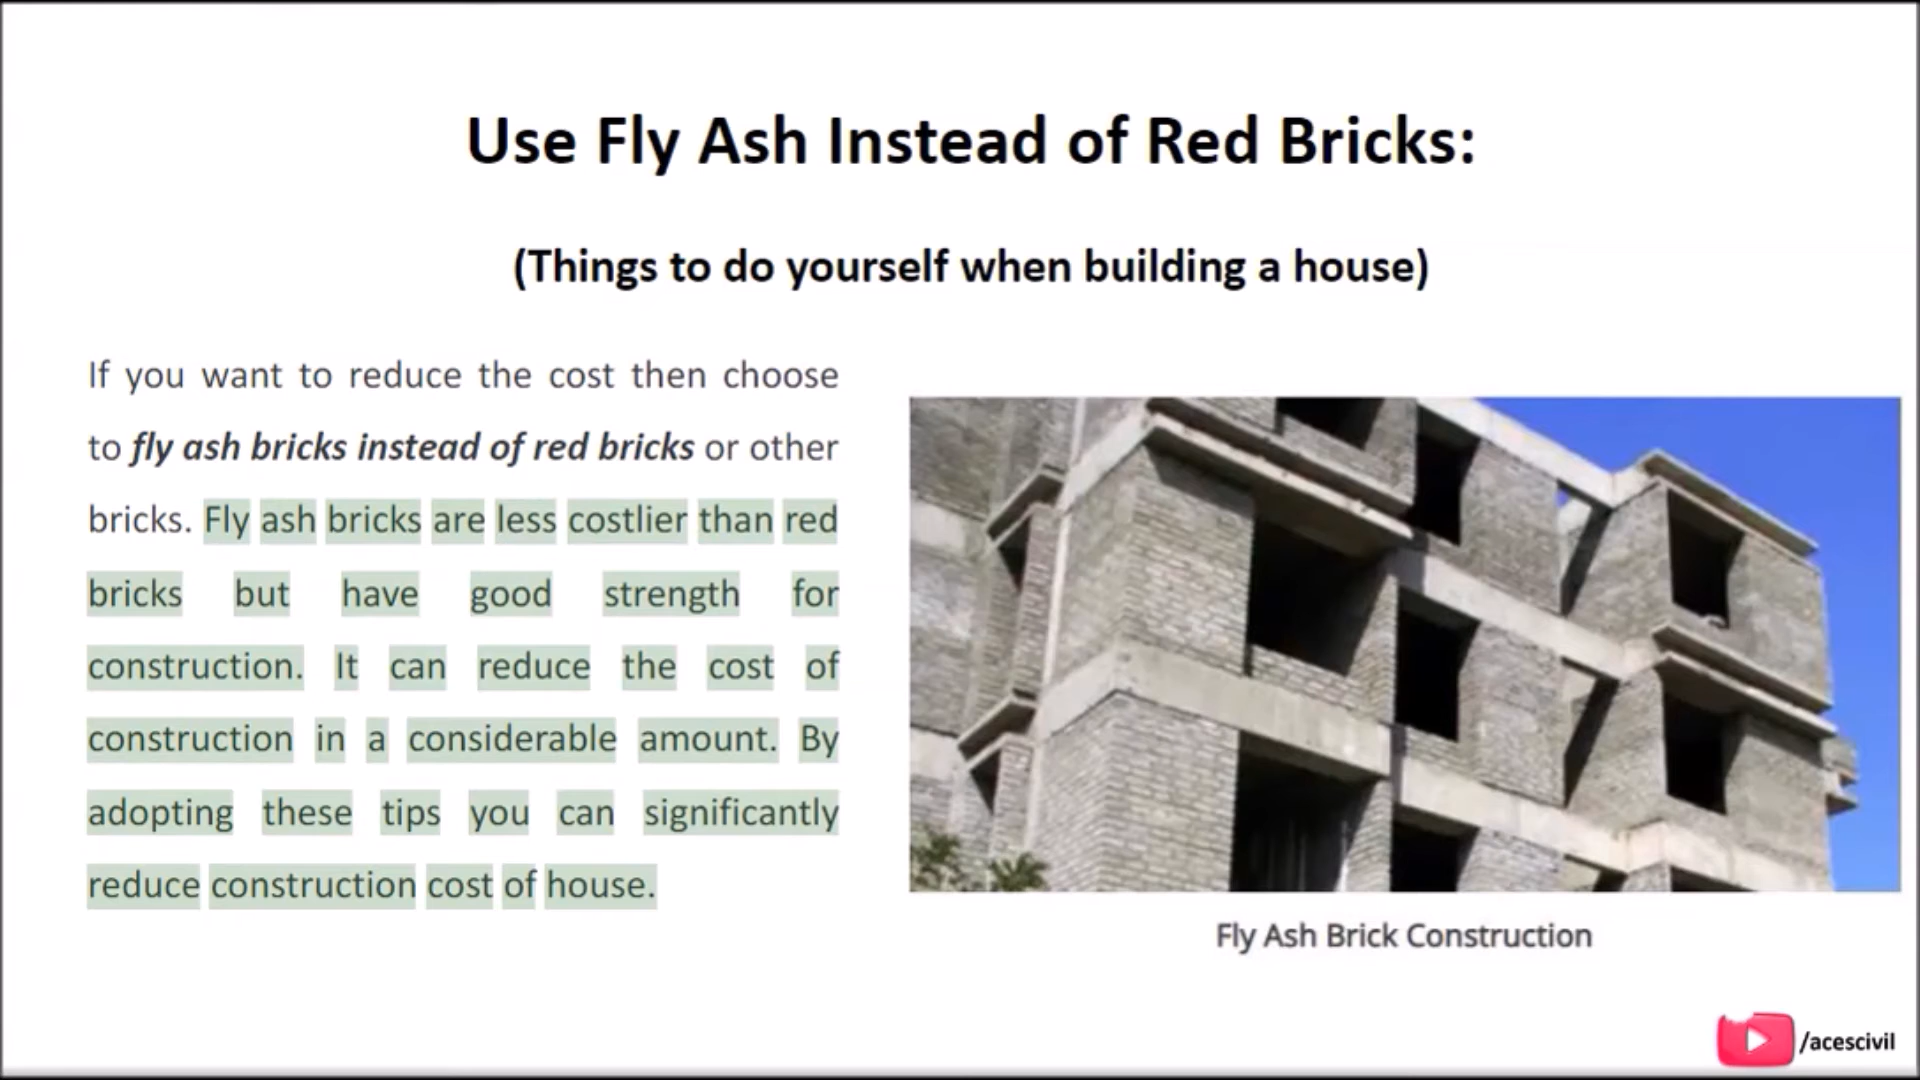 Use Fly Ash Instead of Red Bricks:
(Things to do yourself when building a house)
If you want to reduce the cost then choose
to fly ash bricks instead of red bricks or other
bricks. Fly ash bricks are less costlier than red
bricks but have good strength for
construction. It can reduce the cost of
construction in a considerable amount. By
adopting these tips you can significantly
reduce construction cost of house.
Fly Ash Brick Construction
/acescivil